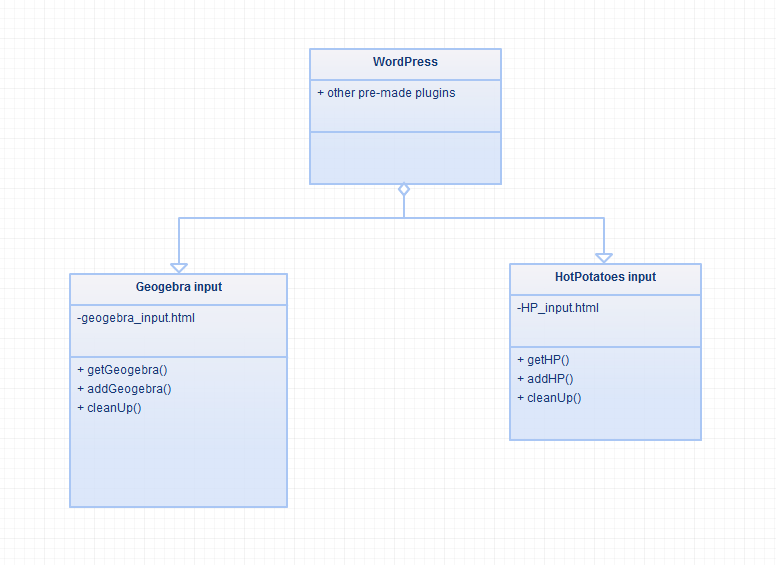 WordPress
+ other pre-made plugins
Geogebra input
-geogebra_input.html
+ getGeogebra()
+ addGeogebra()
+ cleanUp()
HotPotatoes input
-HP_input.html
+ getHP()
+ addHP()
+ cleanUp()